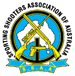 SPORTING SHOOTERS ASSOCIATION OF AUSTRALIA